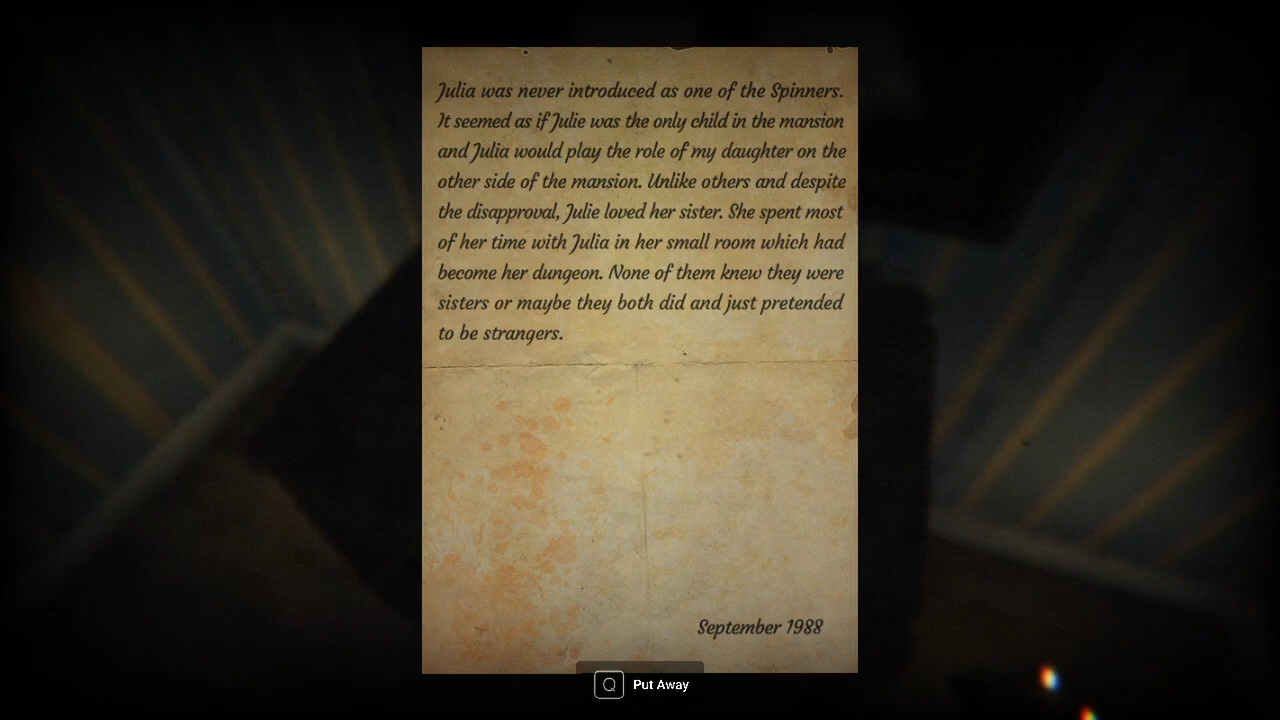 Julia was never introduced as one of the Spinners.
It seemed as if Julie was the only child in the mansion
and Julia would play the role of my daughter on the
other side of the mansion. Unlike others and despite
the disapproval, Julie loved her sister. She spent most
of her time with Julia in her small room which had
become her dungeon. None of them knew they were
sisters or maybe they both did and just pretended
to be strangers.
September 1988
Q Put Away